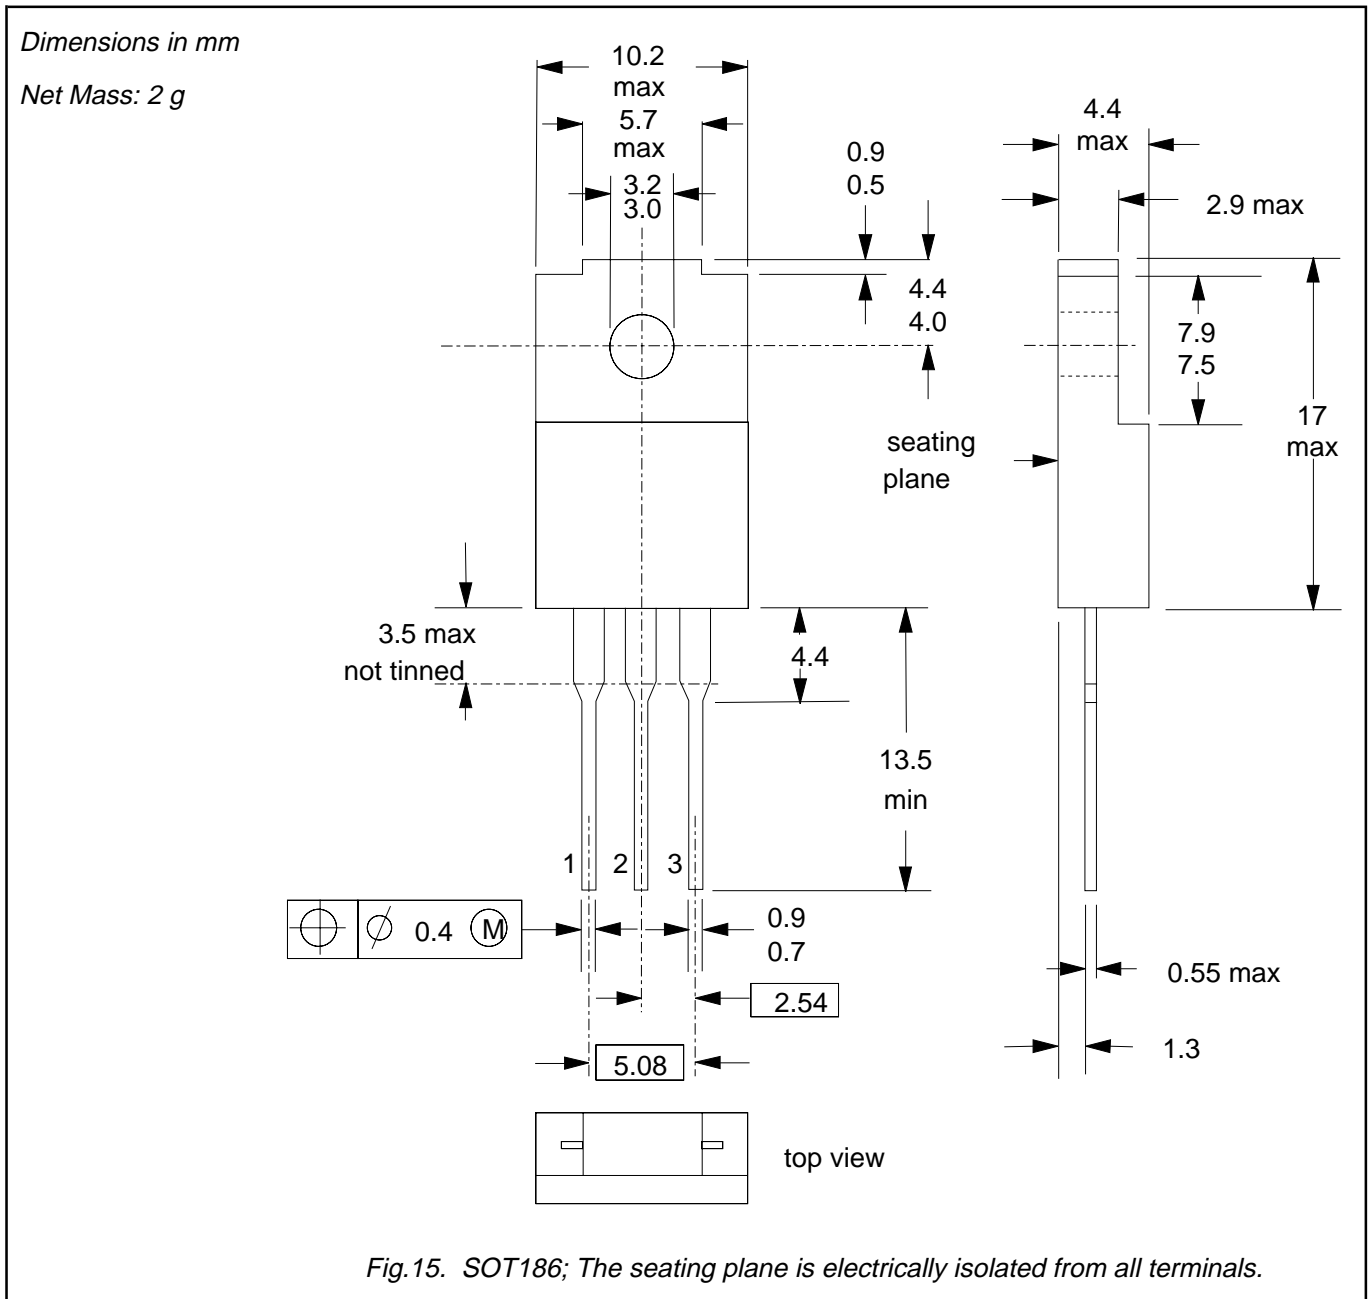 Dimensions in mm
Net Mass: 2 g
10.2
max
5.7
max
3.2
3.0
0.9
0.5
4.4
4.0
4.4
max
2.9 max
7.9
7.5
17
max
seating
plane
3.5 max
not tinned
4.4
13.5
min
1 2 3
0.4 M
0.9
0.7
2.54
5.08
0.55 max
1.3
top view
Fig.15. SOT186; The seating plane is electrically isolated from all terminals.